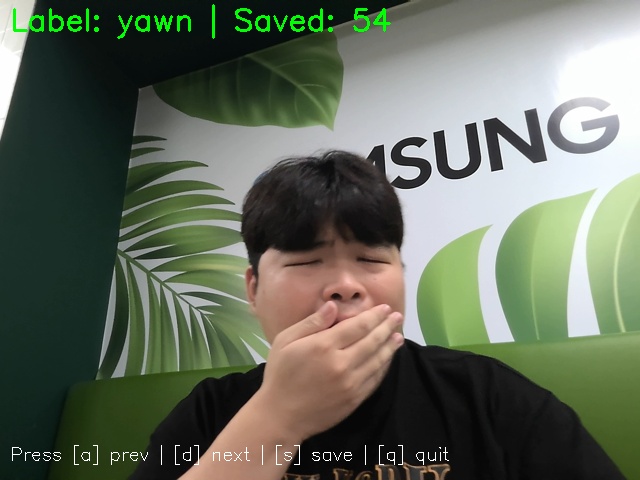 Label: yawn | Saved: 54
MSUNG
Press [a] prev | [d] next | [s] save | [q] quit